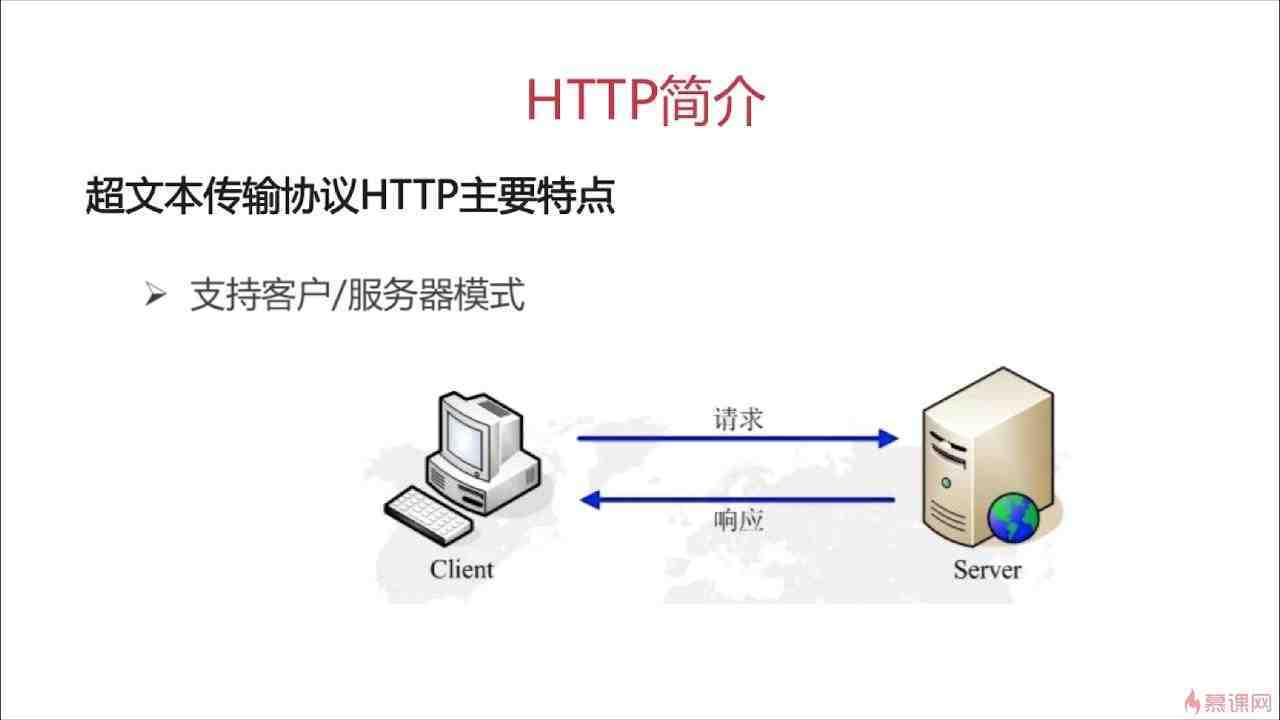 HTTP简介
超文本传输协议HTTP主要特点
支持客户/服务器模式
请求
响应
Client
Server
慕课网